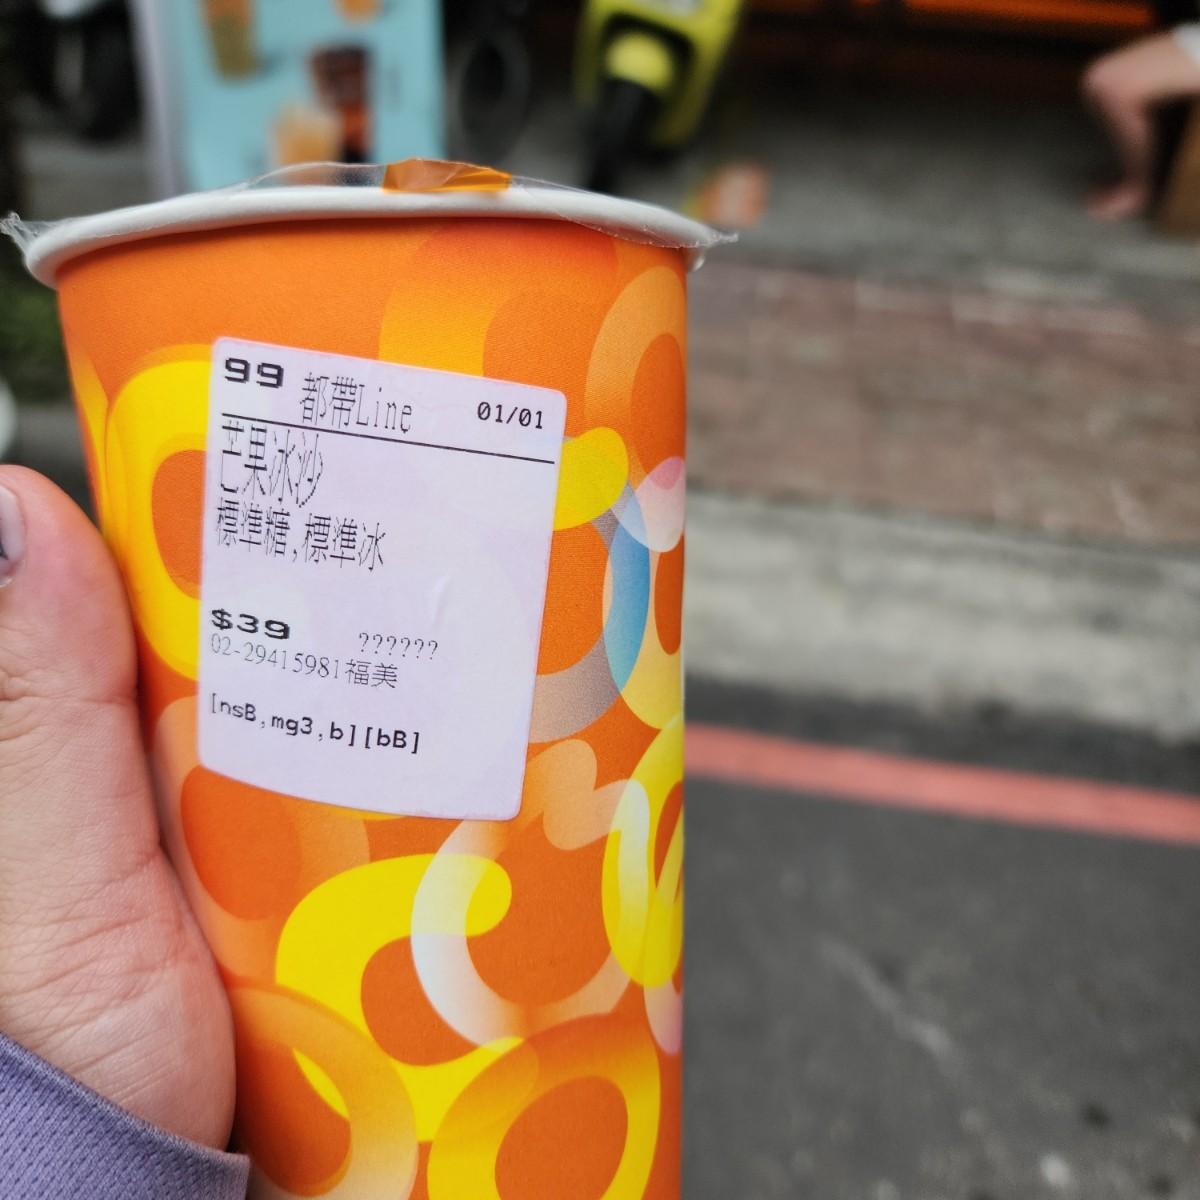 99 都帶Line 01/01
芒果冰沙
標準糖,標準冰
$39 ??????
02-29415981福美
[nsB,mg3,b][bB]